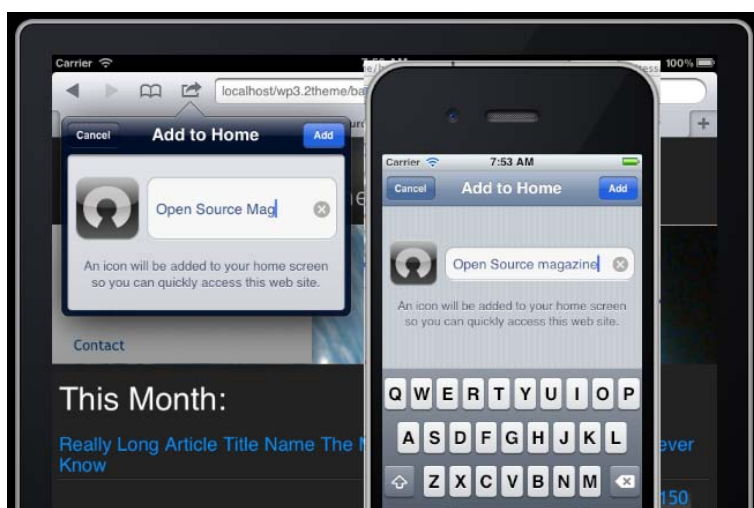 Carrier
7:53 AM
100%
localhost/wp3.2theme/ba
Cancel
Add to Home
Add
Open Source Mag
An icon will be added to your home screen
so you can quickly access this web site.
Contact
This Month:
Really Long Article Title Name The
ever
Know
150
Carrier
7:53 AM
Cancel
Add to Home
Add
Open Source magazine
An icon will be added to your home screen
so you can quickly access this web site.
Q W E R T Y U I O P
A S D F G H J K L
Z X C V B N M